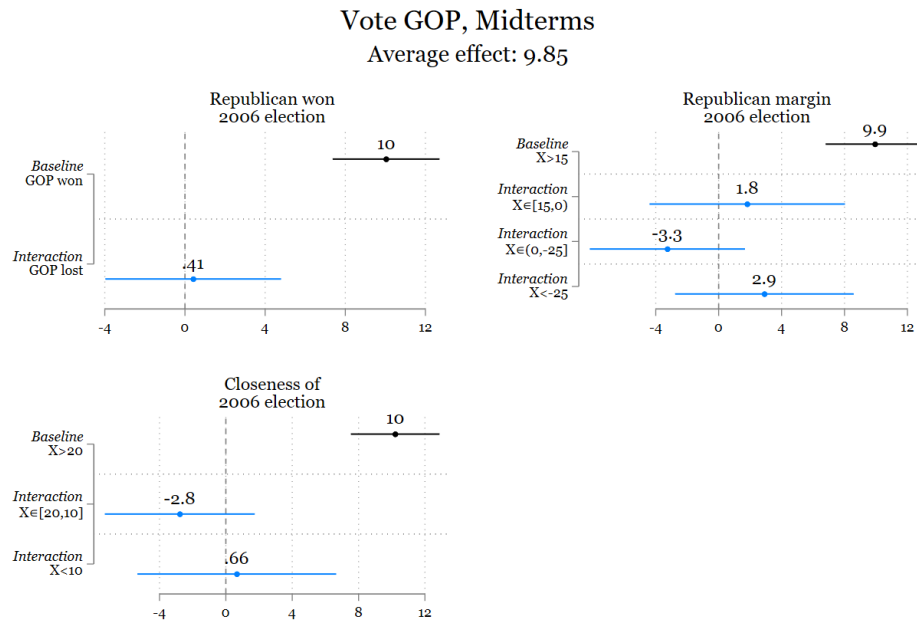 Vote GOP, Midterms
Average effect: 9.85
Republican won
2006 election
10
Baseline
GOP won
Interaction
GOP lost
.41
-4 0 4 8 12
Republican margin
2006 election
9.9
Baseline
X>15
Interaction
X∈[15,0)
1.8
Interaction
X∈(0,-25]
-3.3
Interaction
X<-25
2.9
-4 0 4 8 12
Closeness of
2006 election
10
Baseline
X>20
Interaction
X∈[20,10]
-2.8
Interaction
X<10
.66
-4 0 4 8 12